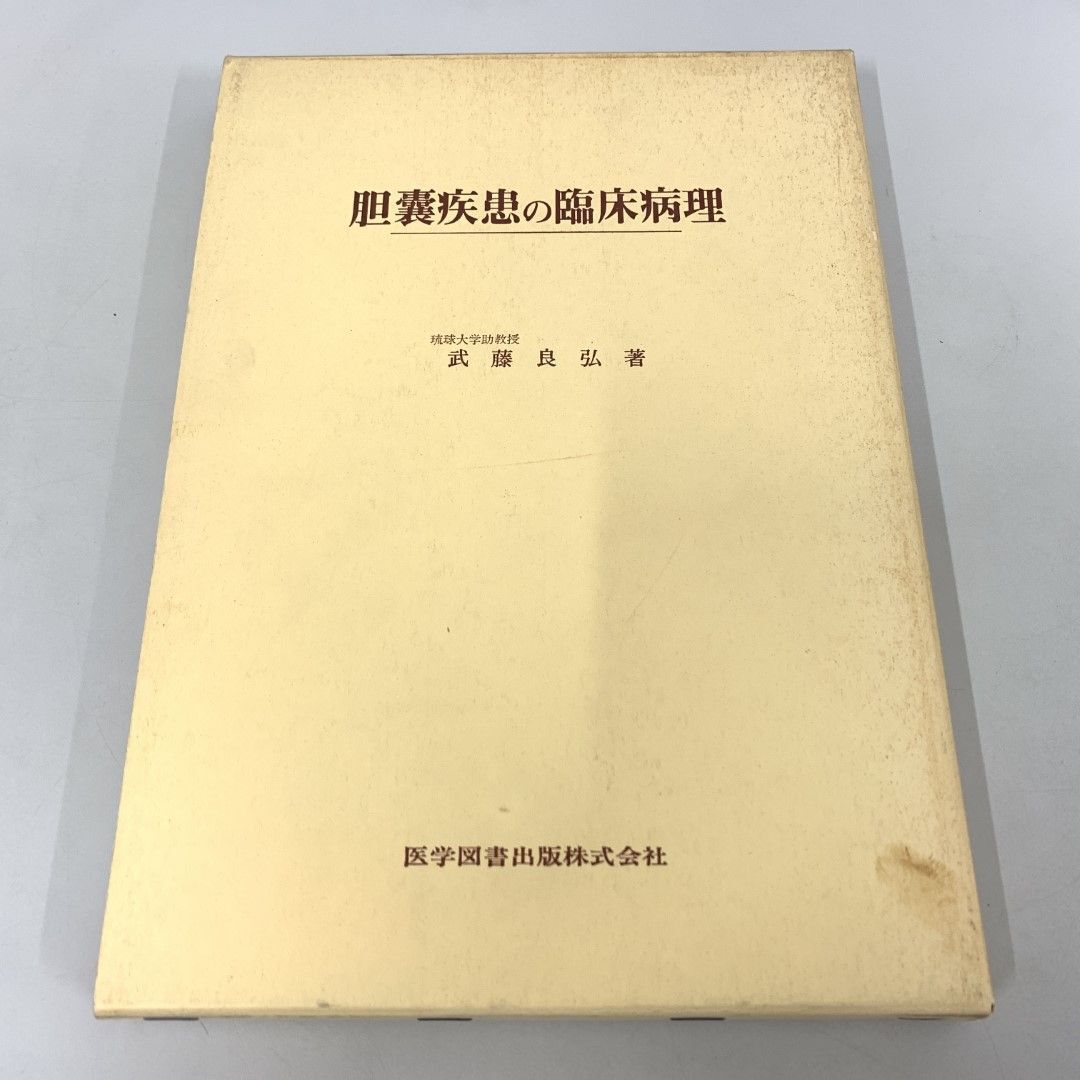 胆嚢疾患の臨床病理
琉球大学助教授
武藤良弘著
医学図書出版株式会社